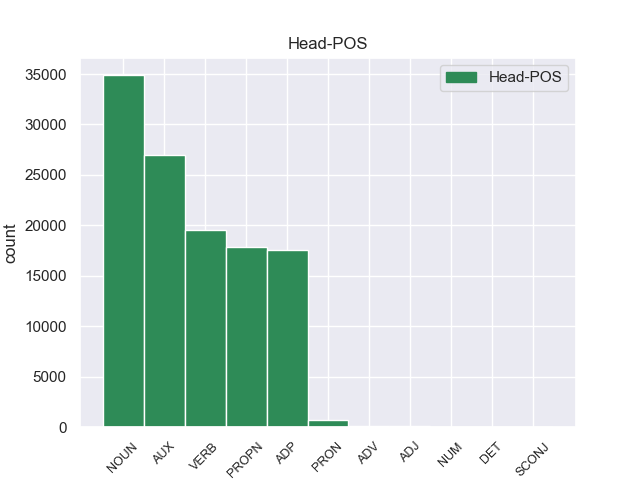 Head-POS
Head-POS
35000
30000
25000
20000
15000
10000
5000
0
count
NOUN
AUX
VERB
PROPN
ADP
PRON
ADV
ADJ
NUM
DET
SCONJ